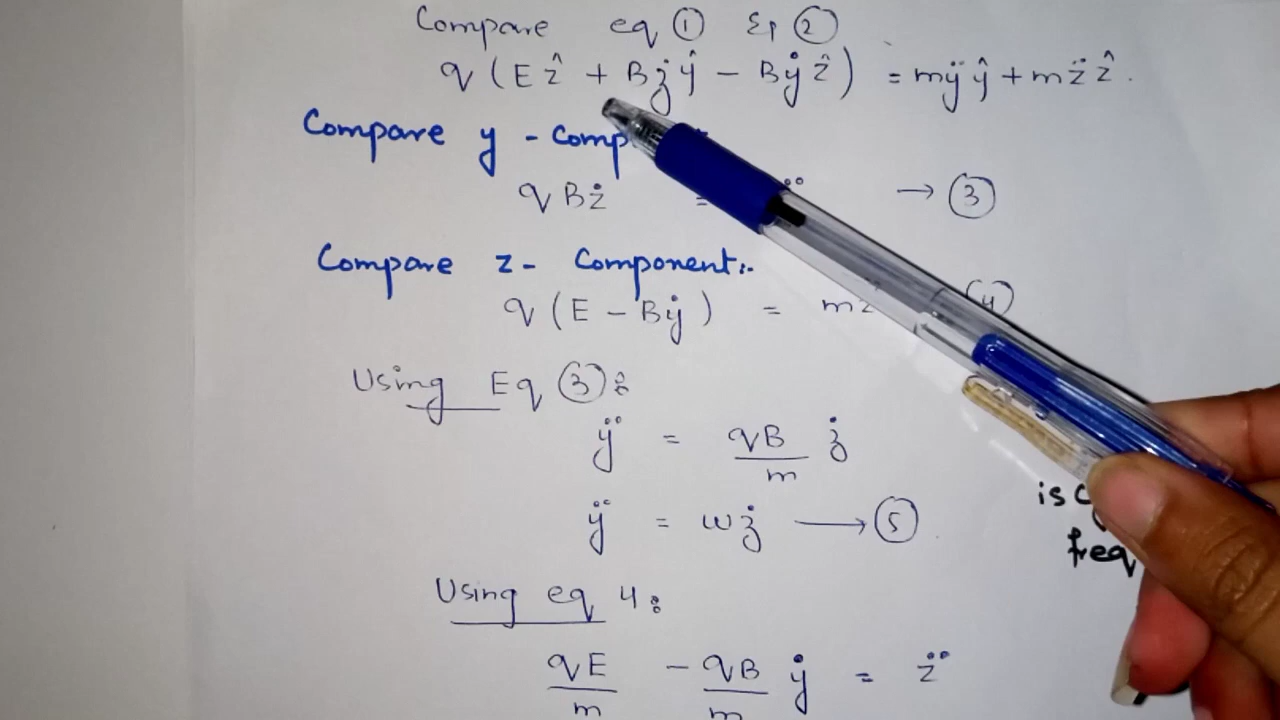 Compare eq ① & ②
q (E ẑ + B ż ŷ − B ẏ ẑ) = m ÿ ŷ + m z̈ ẑ.
Compare y - Comp
q B ż =
→ ③
Compare z - Component:-
q (E − B ẏ) = m z̈ ④
Using Eq ③:
ÿ = qB/m ż
ÿ = ω ż → ⑤
is
freq
Using eq 4:
qE/m − qB/m ẏ = z̈